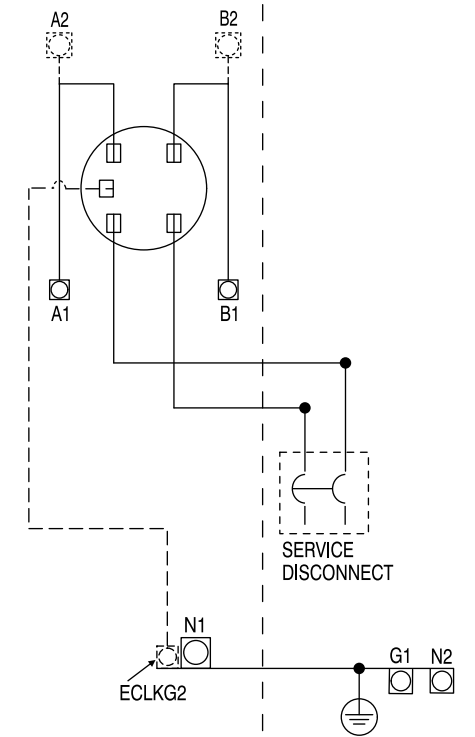 A2
B2
A1
B1
SERVICE
DISCONNECT
N1
ECLKG2
G1
N2